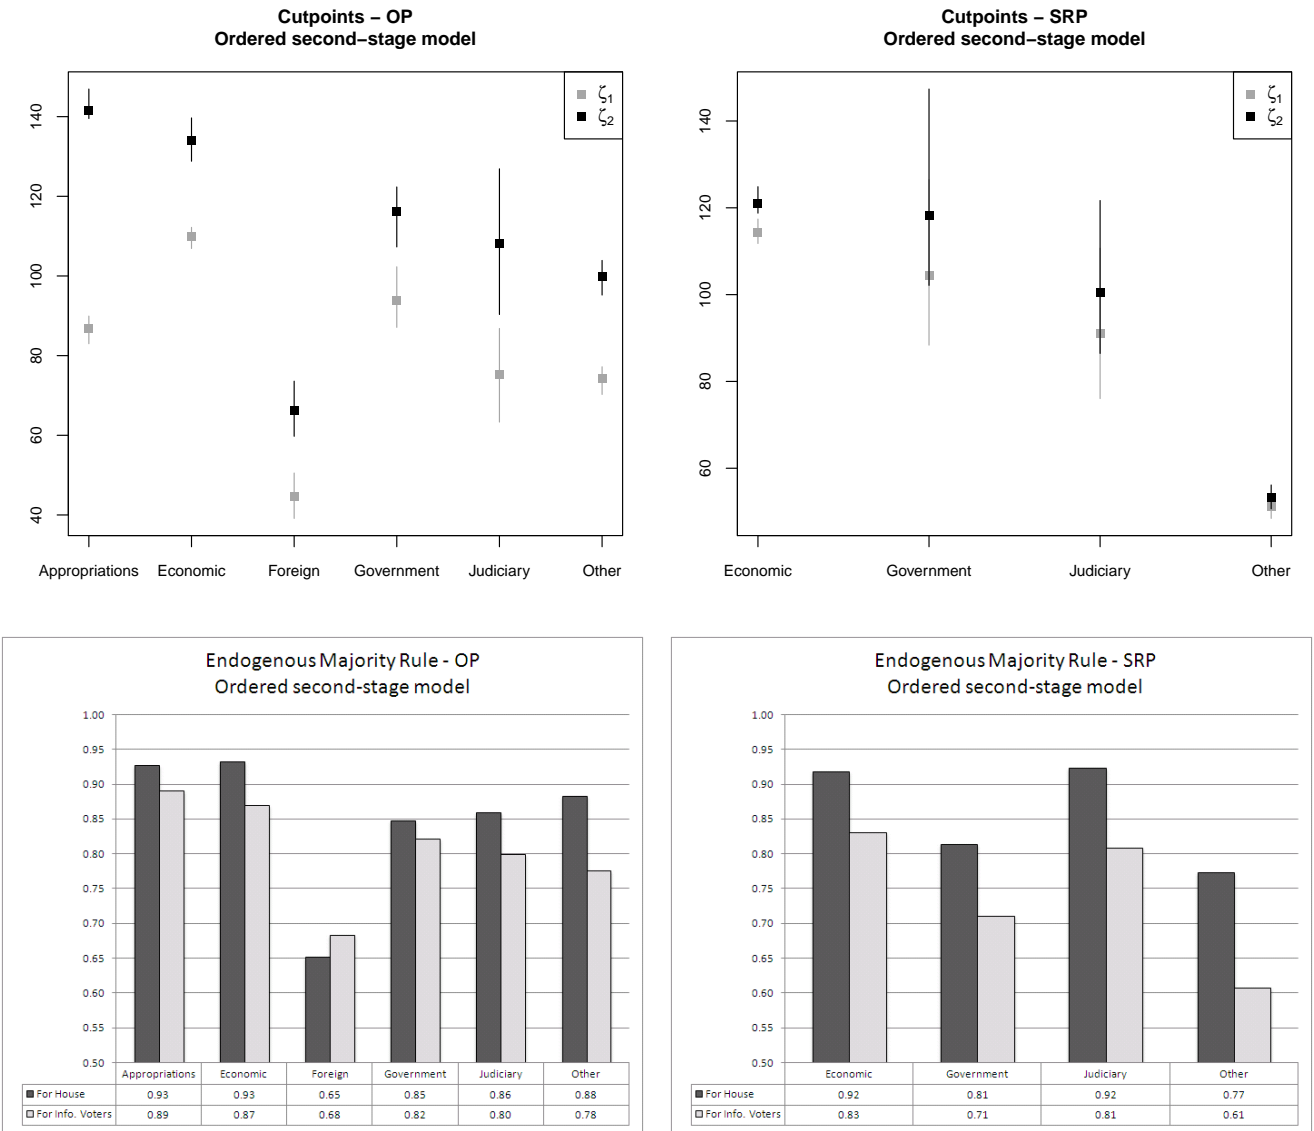 Cutpoints – OP
Ordered second−stage model
ζ1
ζ2
140
120
100
80
60
40
Appropriations Economic Foreign Government Judiciary Other
Cutpoints – SRP
Ordered second−stage model
ζ1
ζ2
140
120
100
80
60
Economic Government Judiciary Other
Endogenous Majority Rule - OP
Ordered second-stage model
1.00
0.95
0.90
0.85
0.80
0.75
0.70
0.65
0.60
0.55
0.50
Appropriations Economic Foreign Government Judiciary Other
For House 0.93 0.93 0.65 0.85 0.86 0.88
For Info. Voters 0.89 0.87 0.68 0.82 0.80 0.78
Endogenous Majority Rule - SRP
Ordered second-stage model
1.00
0.95
0.90
0.85
0.80
0.75
0.70
0.65
0.60
0.55
0.50
Economic Government Judiciary Other
For House 0.92 0.81 0.92 0.77
For Info. Voters 0.83 0.71 0.81 0.61